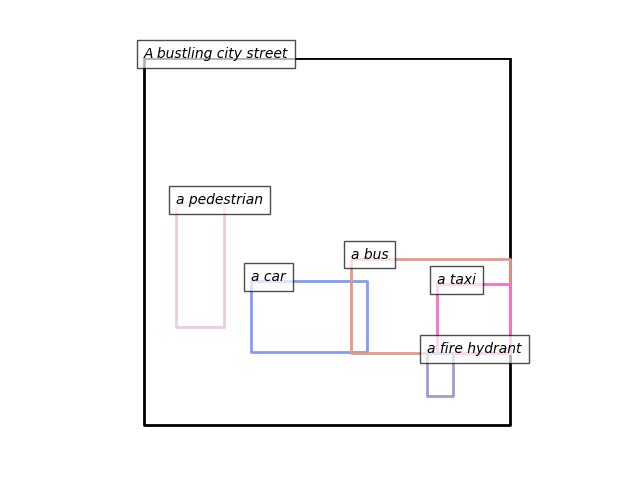 A bustling city street
a pedestrian
a bus
a car
a taxi
a fire hydrant